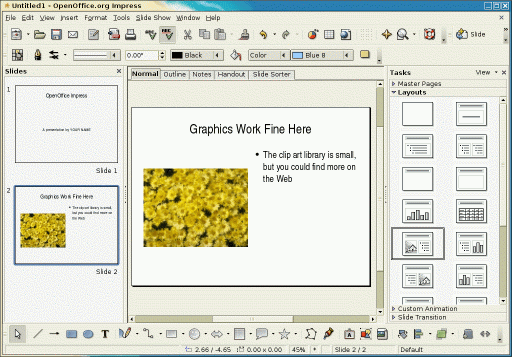 Untitled1 - OpenOffice.org Impress
File Edit View Insert Format Tools Slide Show Window Help
Slide
0.00" Black Color Blue 8
Slides
Normal Outline Notes Handout Slide Sorter
Tasks View
Master Pages
Layouts
1
OpenOffice Impress
A presentation by YOUR NAME
Slide 1
2
Graphics Work Fine Here
The clip art library is small,
but you could find more on
the Web
Slide 2
Graphics Work Fine Here
• The clip art library is small,
but you could find more on
the Web
Custom Animation
Slide Transition
2.66 / -4.65 0.00 x 0.00 45% * Slide 2 / 2 Default